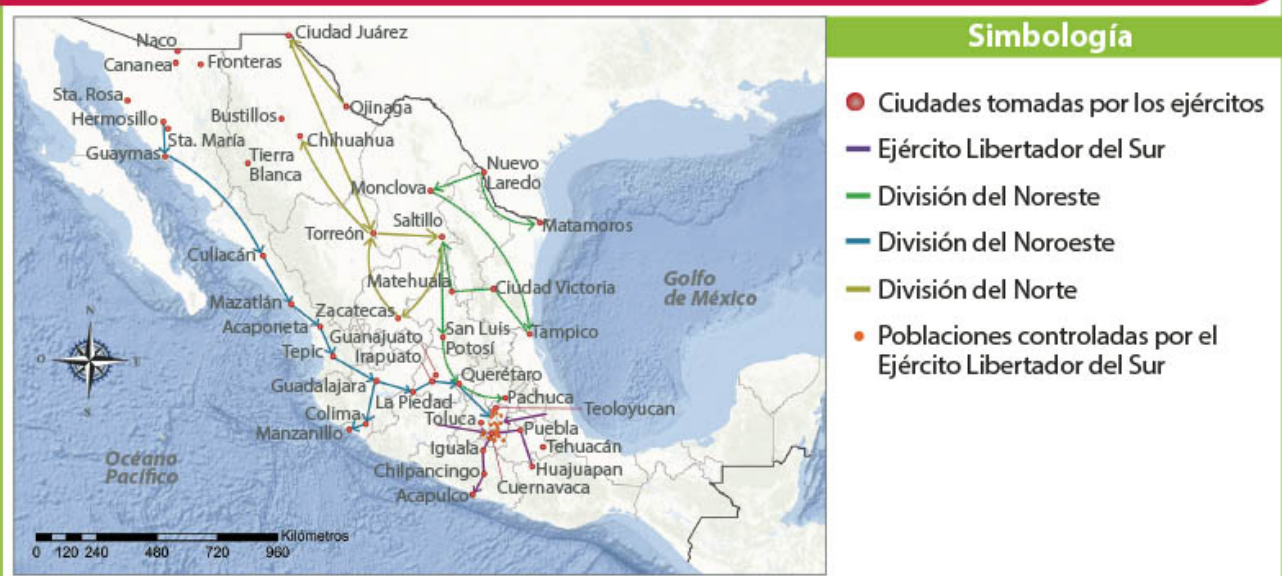 Naco
Ciudad Juárez
Cananea
Fronteras
Sta. Rosa
Ojinaga
Hermosillo
Bustillos
Sta. María
Chihuahua
Guaymas
Tierra
Blanca
Nuevo
Laredo
Monclova
Saltillo
Matamoros
Torreón
Culiacán
Matehuala
Ciudad Victoria
Golfo
de México
Mazatlán
Zacatecas
Acaponeta
Guanajuato
San Luis
Potosí
Tampico
Tepic
Irapuato
Guadalajara
Querétaro
La Piedad
Pachuca
Colima
Toluca
Teoloyucan
Manzanillo
Puebla
Iguala
Tehuacán
Océano
Pacífico
Chilpancingo
Huajuapan
Cuernavaca
Acapulco
N
O
E
S
Kilómetros
0 120 240 480 720 960
Simbología
Ciudades tomadas por los ejércitos
Ejército Libertador del Sur
División del Noreste
División del Noroeste
División del Norte
Poblaciones controladas por el
Ejército Libertador del Sur